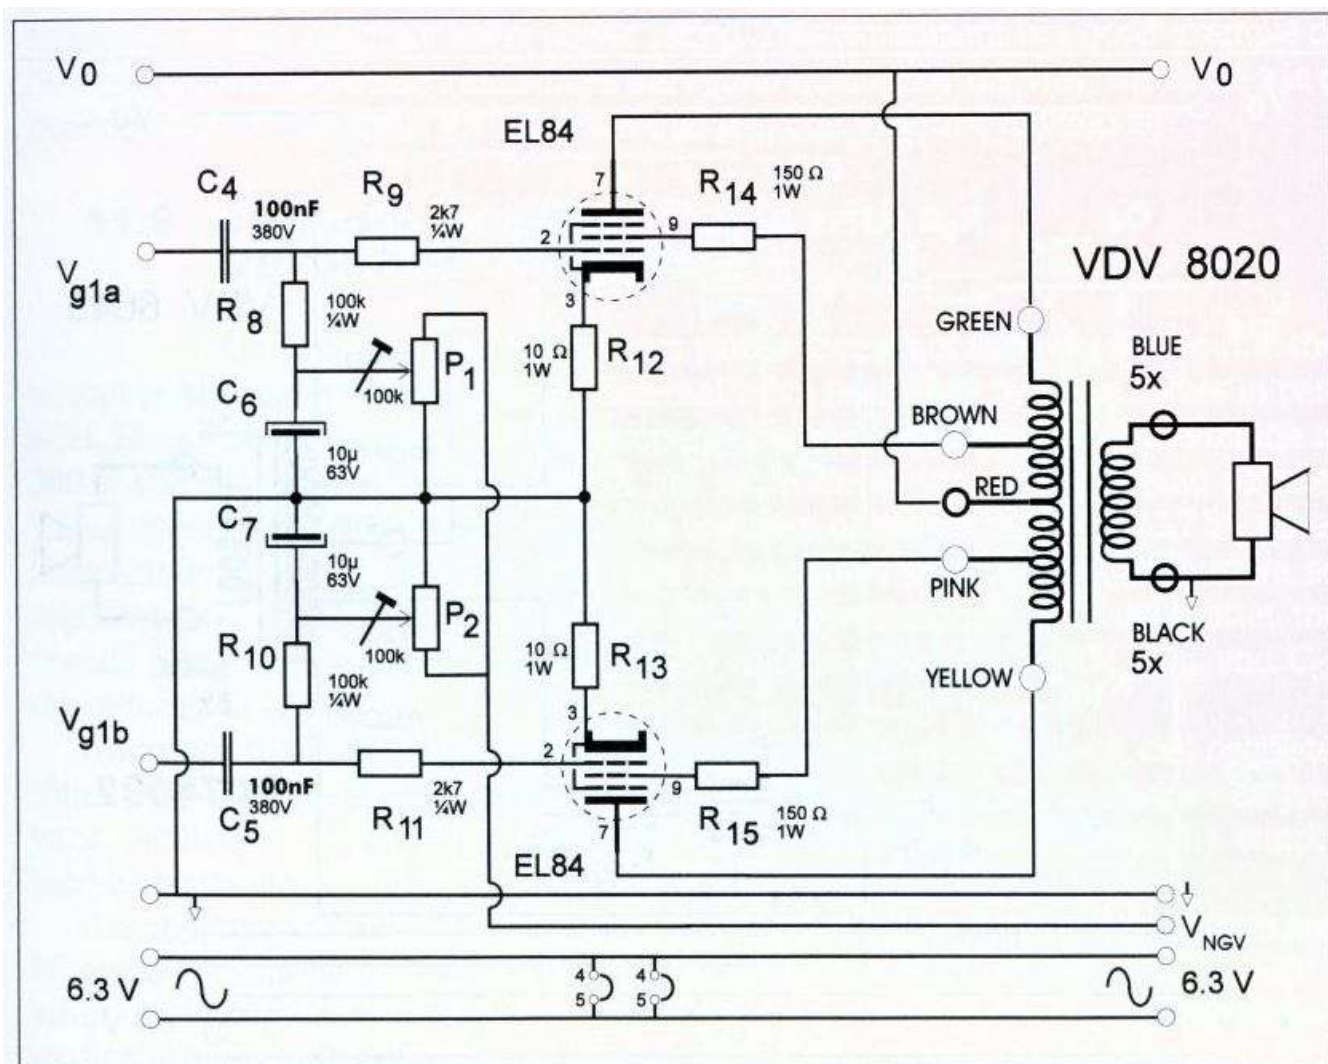 V0
V0
EL84
C4
100nF
380V
R9
2k7
¼W
7
2
9
3
R14
150 Ω
1W
VDV 8020
Vg1a
R8
100k
¼W
P1
100k
10 Ω
1W
R12
GREEN
BLUE
5x
BROWN
C6
10µ
63V
RED
C7
10µ
63V
PINK
P2
100k
R10
100k
¼W
10 Ω
1W
R13
YELLOW
BLACK
5x
Vg1b
3
2
9
7
C5
100nF
380V
R11
2k7
¼W
R15
150 Ω
1W
EL84
VNGV
6.3 V
4
5
4
5
6.3 V